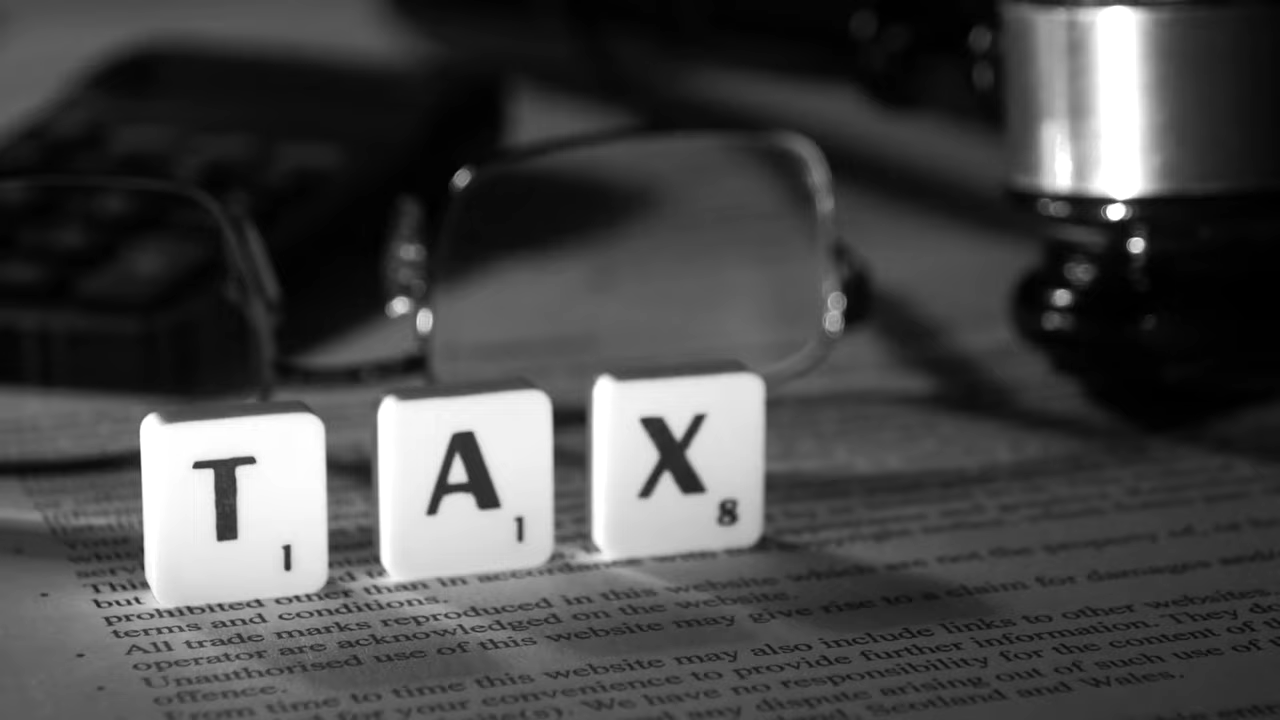 T A X
1 1 8
This
but
prohibited other than in accordance
terms and conditions.
All trade marks reproduced in this website which are not the property of, or
operator are acknowledged on the website
Unauthorised use of this website may give rise to a claim for damages and/
offence.
From time to time this website may also include links to other websites.
for your convenience to provide further information. They do
site(s). We have no responsibility for the content of
any dispute arising out of such use of
Scotland and Wales.